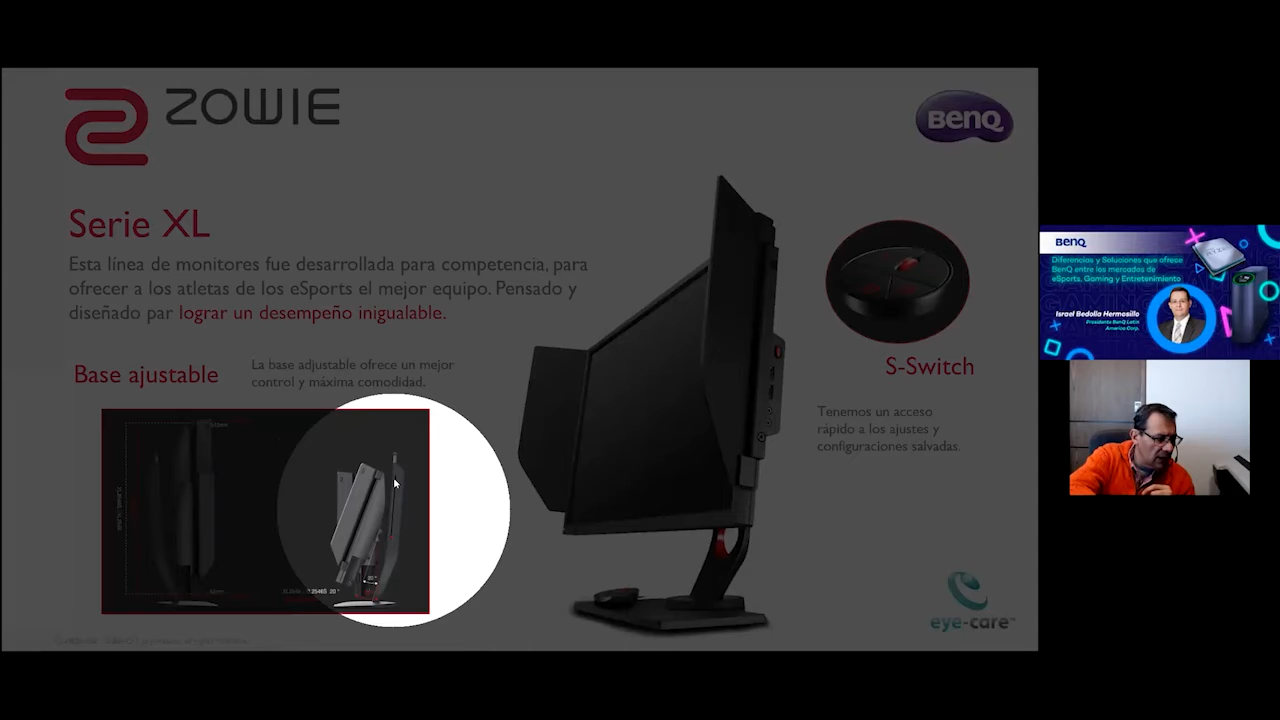 ZOWIE
BenQ
Serie XL
Esta línea de monitores fue desarrollada para competencia, para
ofrecer a los atletas de los eSports el mejor equipo. Pensado y
diseñado par lograr un desempeño inigualable.
Base ajustable
La base adjustable ofrece un mejor
control y máxima comodidad.
20°
S-Switch
Tenemos un acceso
rápido a los ajustes y
configuraciones salvadas.
eye-care™
BenQ
Diferencias y Soluciones que ofrece
BenQ entre los mercados de
eSports, Gaming y Entretenimiento
Israel Bedolla Hermosillo
Presidente BenQ Latin
America Corp.
GAMING